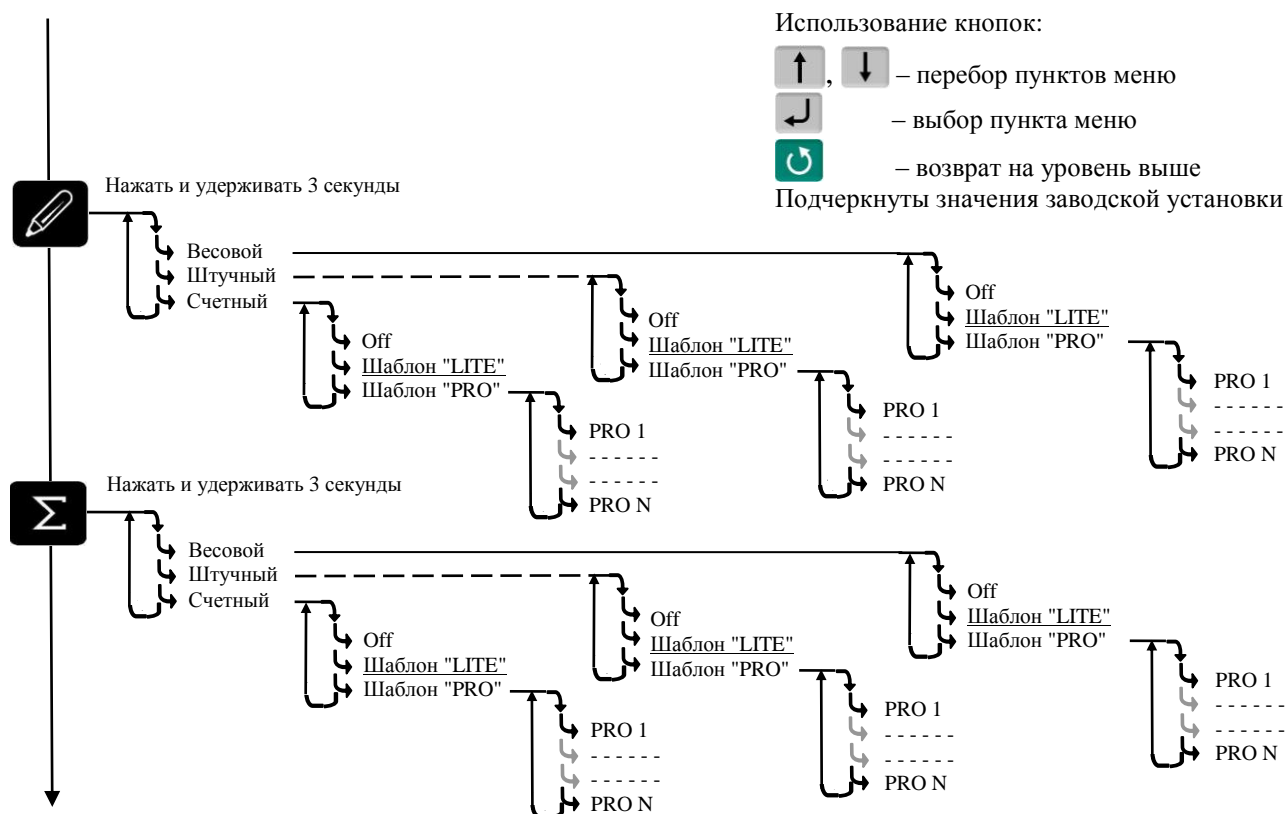 Использование кнопок:
, – перебор пунктов меню
– выбор пункта меню
– возврат на уровень выше
Подчеркнуты значения заводской установки
Нажать и удерживать 3 секунды
Весовой
Штучный
Счетный
Off
Шаблон "LITE"
Шаблон "PRO"
PRO 1
- - - - - -
- - - - - -
PRO N
Off
Шаблон "LITE"
Шаблон "PRO"
PRO 1
- - - - - -
- - - - - -
PRO N
Off
Шаблон "LITE"
Шаблон "PRO"
PRO 1
- - - - - -
- - - - - -
PRO N
Нажать и удерживать 3 секунды
Σ
Весовой
Штучный
Счетный
Off
Шаблон "LITE"
Шаблон "PRO"
PRO 1
- - - - - -
- - - - - -
PRO N
Off
Шаблон "LITE"
Шаблон "PRO"
PRO 1
- - - - - -
- - - - - -
PRO N
Off
Шаблон "LITE"
Шаблон "PRO"
PRO 1
- - - - - -
- - - - - -
PRO N